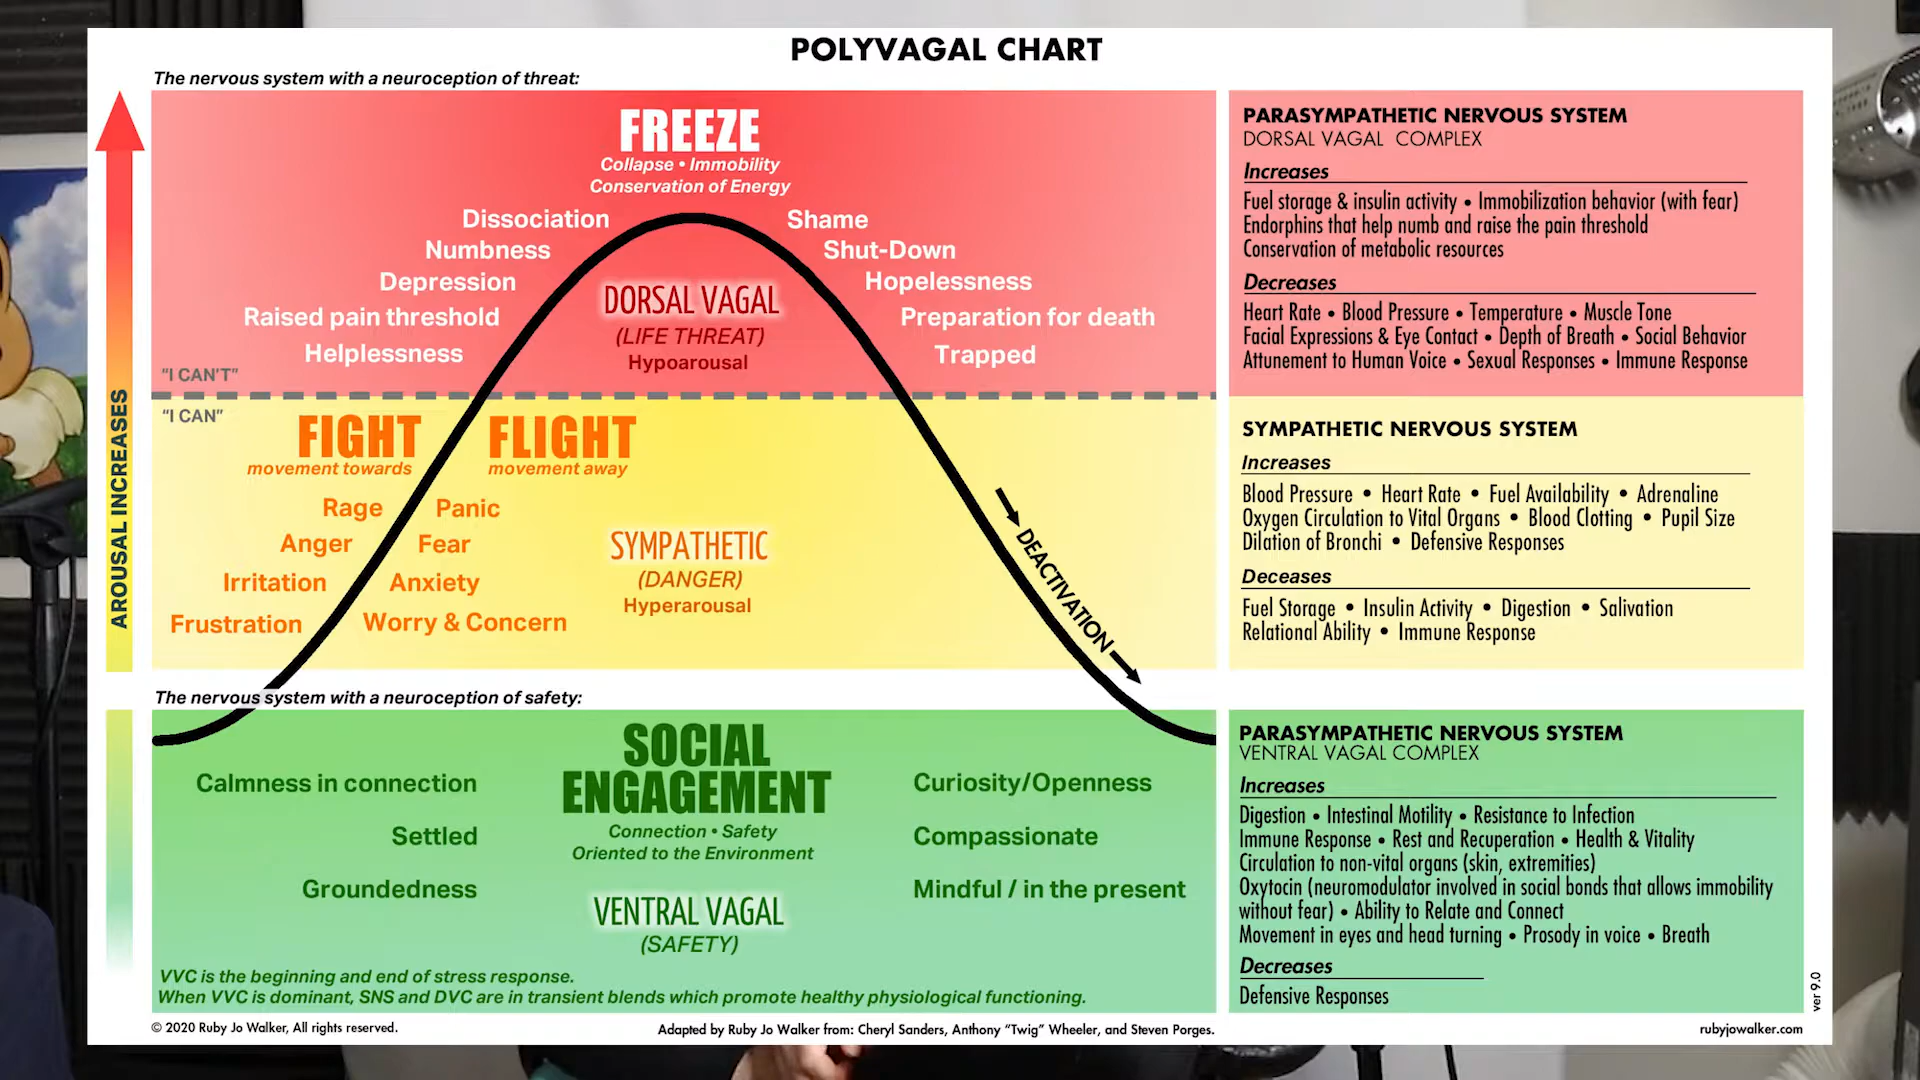 POLYVAGAL CHART
The nervous system with a neuroception of threat:
AROUSAL INCREASES
FREEZE
Collapse • Immobility
Conservation of Energy
Dissociation
Numbness
Depression
Raised pain threshold
Helplessness
Shame
Shut-Down
Hopelessness
Preparation for death
Trapped
DORSAL VAGAL
(LIFE THREAT)
Hypoarousal
"I CAN'T"
"I CAN"
FIGHT
movement towards
FLIGHT
movement away
Rage
Anger
Irritation
Frustration
Panic
Fear
Anxiety
Worry & Concern
SYMPATHETIC
(DANGER)
Hyperarousal
DEACTIVATION
The nervous system with a neuroception of safety:
SOCIAL
ENGAGEMENT
Connection • Safety
Oriented to the Environment
Calmness in connection
Settled
Groundedness
Curiosity/Openness
Compassionate
Mindful / in the present
VENTRAL VAGAL
(SAFETY)
VVC is the beginning and end of stress response.
When VVC is dominant, SNS and DVC are in transient blends which promote healthy physiological functioning.
PARASYMPATHETIC NERVOUS SYSTEM
DORSAL VAGAL COMPLEX
Increases
Fuel storage & insulin activity • Immobilization behavior (with fear)
Endorphins that help numb and raise the pain threshold
Conservation of metabolic resources
Decreases
Heart Rate • Blood Pressure • Temperature • Muscle Tone
Facial Expressions & Eye Contact • Depth of Breath • Social Behavior
Attunement to Human Voice • Sexual Responses • Immune Response
SYMPATHETIC NERVOUS SYSTEM
Increases
Blood Pressure • Heart Rate • Fuel Availability • Adrenaline
Oxygen Circulation to Vital Organs • Blood Clotting • Pupil Size
Dilation of Bronchi • Defensive Responses
Deceases
Fuel Storage • Insulin Activity • Digestion • Salivation
Relational Ability • Immune Response
PARASYMPATHETIC NERVOUS SYSTEM
VENTRAL VAGAL COMPLEX
Increases
Digestion • Intestinal Motility • Resistance to Infection
Immune Response • Rest and Recuperation • Health & Vitality
Circulation to non-vital organs (skin, extremities)
Oxytocin (neuromodulator involved in social bonds that allows immobility
without fear) • Ability to Relate and Connect
Movement in eyes and head turning • Prosody in voice • Breath
Decreases
Defensive Responses
ver 9.0
© 2020 Ruby Jo Walker, All rights reserved.
Adapted by Ruby Jo Walker from: Cheryl Sanders, Anthony "Twig" Wheeler, and Steven Porges.
rubyjowalker.com